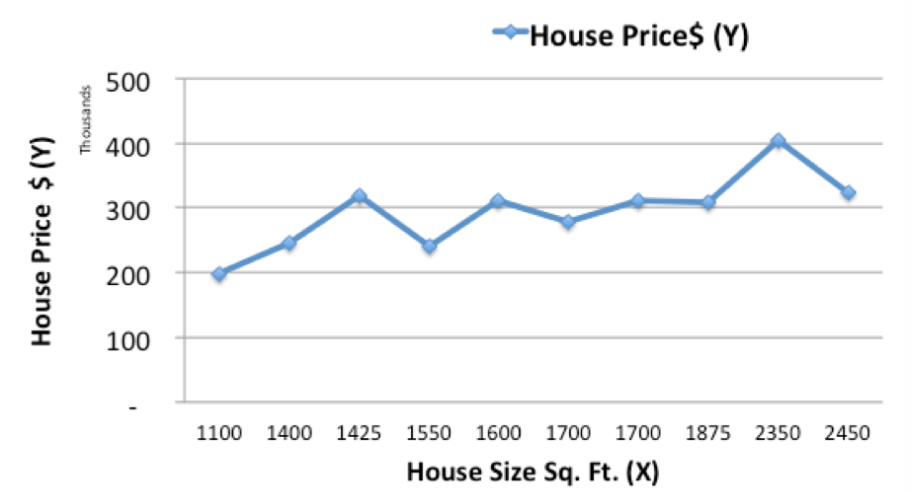 House Price$ (Y)
House Price $ (Y)
Thousands
500
400
300
200
100
-
1100 1400 1425 1550 1600 1700 1700 1875 2350 2450
House Size Sq. Ft. (X)